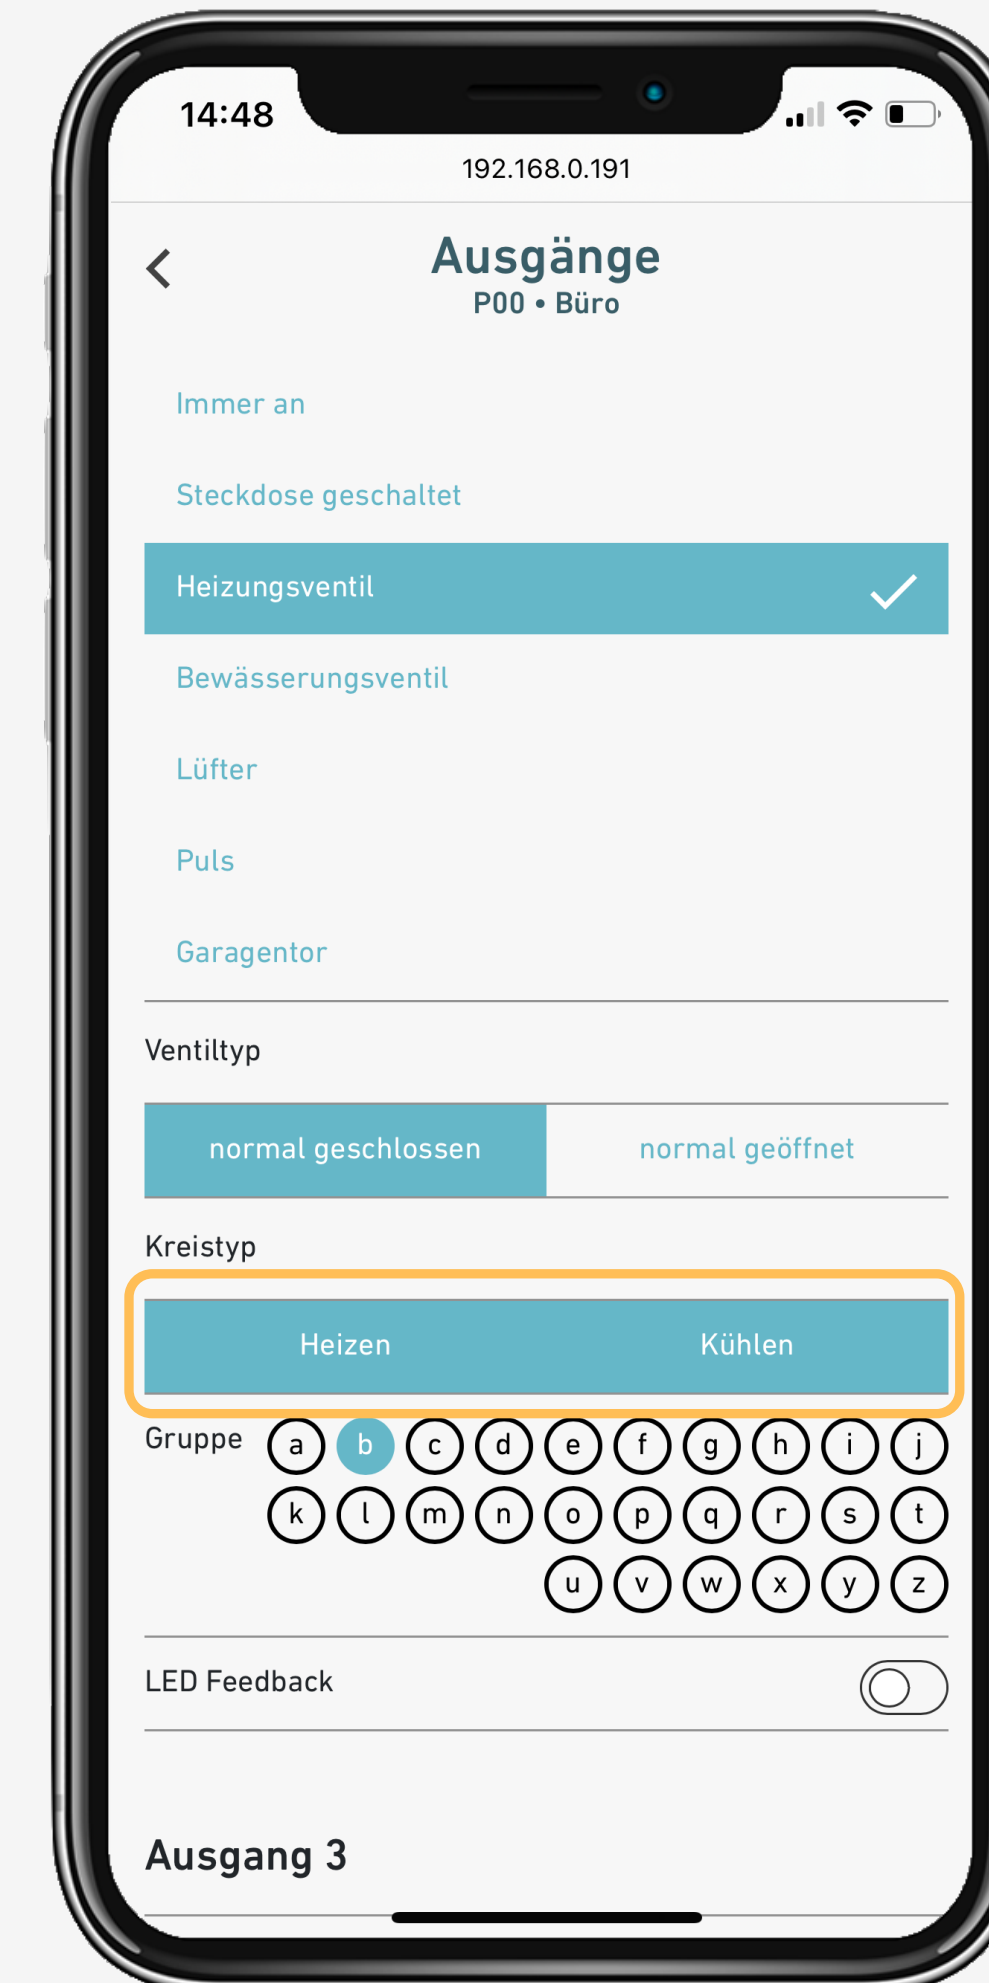 14:48
192.168.0.191
Ausgänge
P00 • Büro
Immer an
Steckdose geschaltet
Heizungsventil
Bewässerungsventil
Lüfter
Puls
Garagentor
Ventiltyp
normal geschlossen normal geöffnet
Kreistyp
Heizen Kühlen
Gruppe a b c d e f g h i j
k l m n o p q r s t
u v w x y z
LED Feedback
Ausgang 3